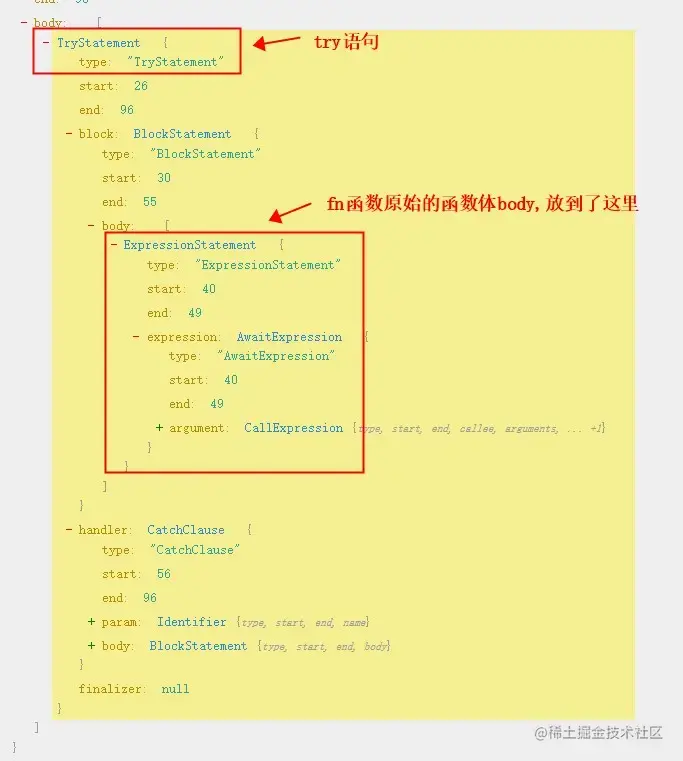 end: 96
- body: [
- TryStatement {
type: "TryStatement"
try语句
start: 26
end: 96
- block: BlockStatement {
type: "BlockStatement"
start: 30
end: 55
fn函数原始的函数体body,放到了这里
- body: [
- ExpressionStatement {
type: "ExpressionStatement"
start: 40
end: 49
- expression: AwaitExpression {
type: "AwaitExpression"
start: 40
end: 49
+ argument: CallExpression {type, start, end, callee, arguments, ... +1}
}
}
]
}
- handler: CatchClause {
type: "CatchClause"
start: 56
end: 96
+ param: Identifier {type, start, end, name}
+ body: BlockStatement {type, start, end, body}
}
finalizer: null
}
]
}
@稀土掘金技术社区